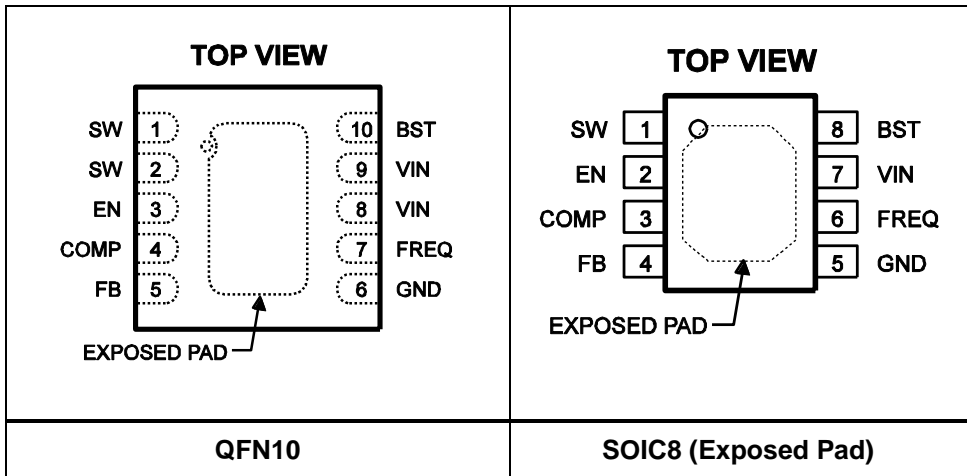 TOP VIEW
SW 1 10 BST
SW 2 9 VIN
EN 3 8 VIN
COMP 4 7 FREQ
FB 5 6 GND
EXPOSED PAD
QFN10
TOP VIEW
SW 1 8 BST
EN 2 7 VIN
COMP 3 6 FREQ
FB 4 5 GND
EXPOSED PAD
SOIC8 (Exposed Pad)